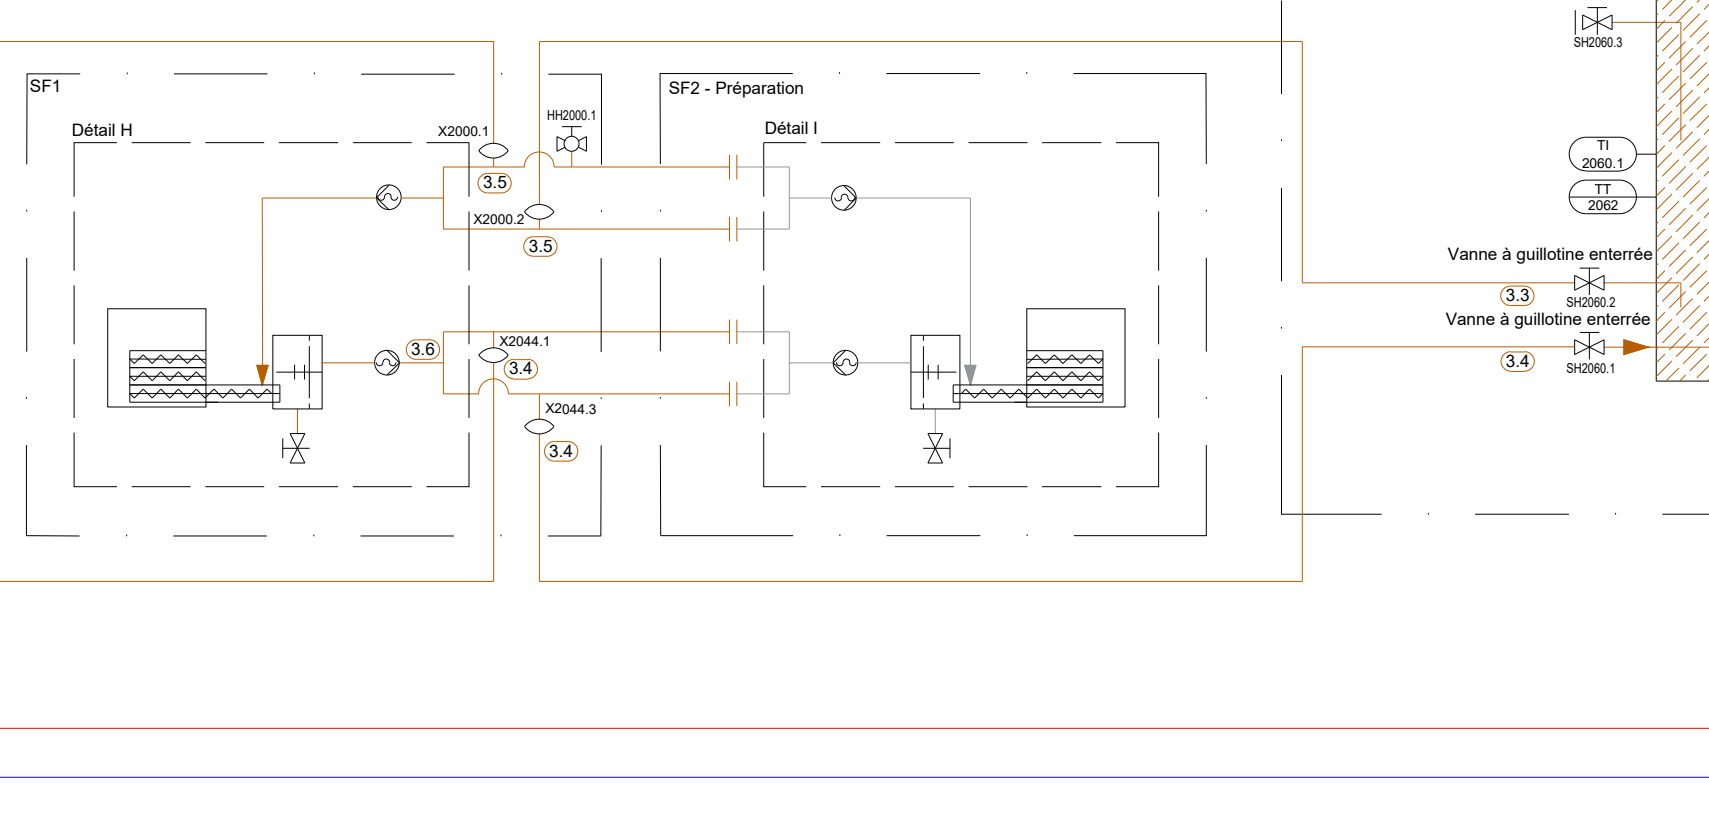 SH2060.3
SF1
SF2 - Préparation
HH2000.1
Détail H
X2000.1
Détail I
TI
2060.1
3.5
TT
2062
X2000.2
3.5
Vanne à guillotine enterrée
3.3
SH2060.2
Vanne à guillotine enterrée
X2044.1
3.6
3.4
3.4
SH2060.1
X2044.3
3.4